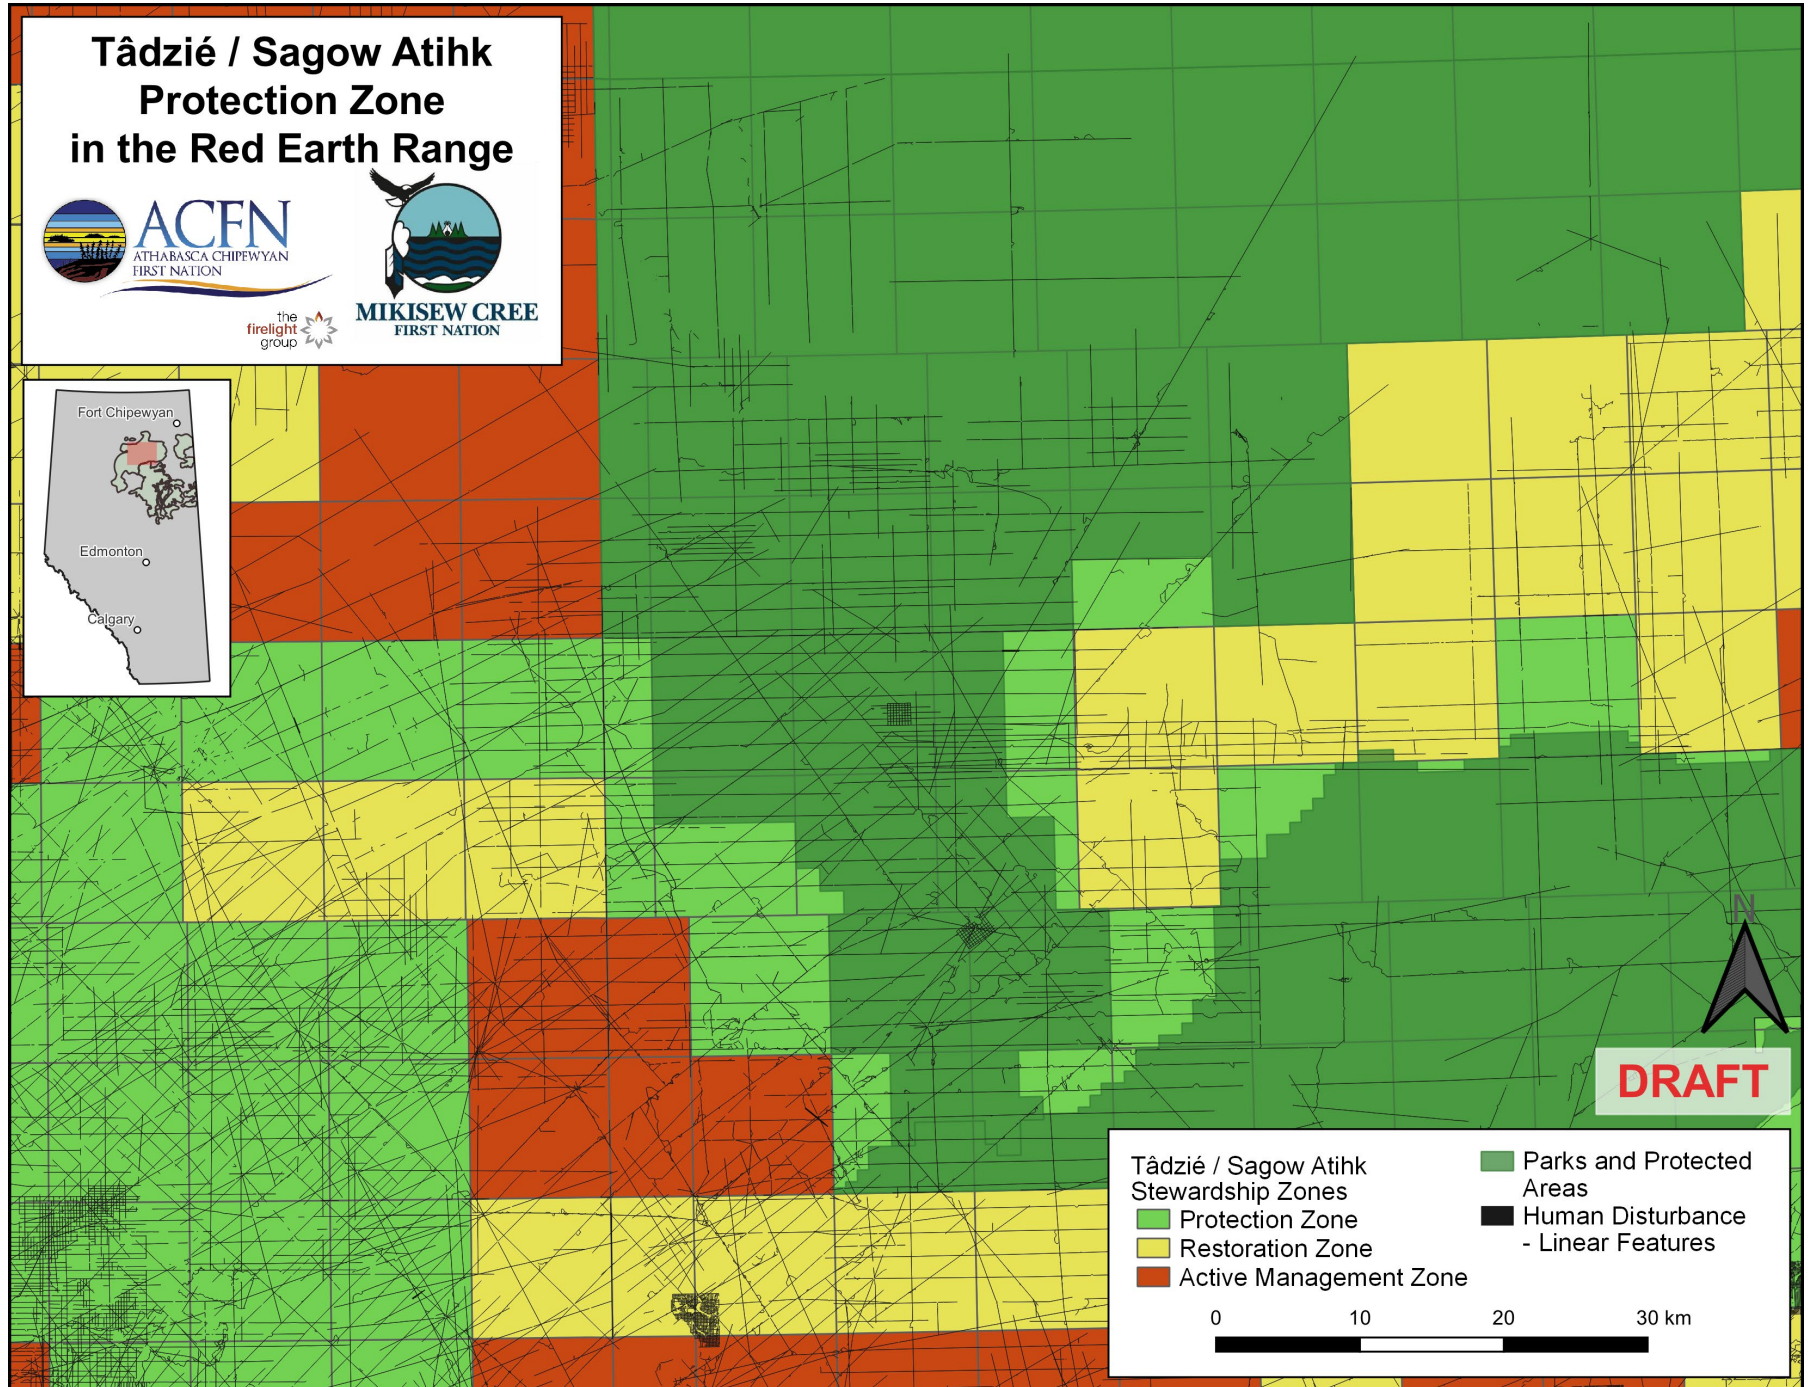 Tâdzié / Sagow Atihk
Protection Zone
in the Red Earth Range
ACFN
ATHABASCA CHIPEWYAN
FIRST NATION
the
firelight
group
MIKISEW CREE
FIRST NATION
Fort Chipewyan
Edmonton
Calgary
N
DRAFT
Tâdzié / Sagow Atihk
Stewardship Zones
Protection Zone
Restoration Zone
Active Management Zone
Parks and Protected
Areas
Human Disturbance
- Linear Features
0 10 20 30 km